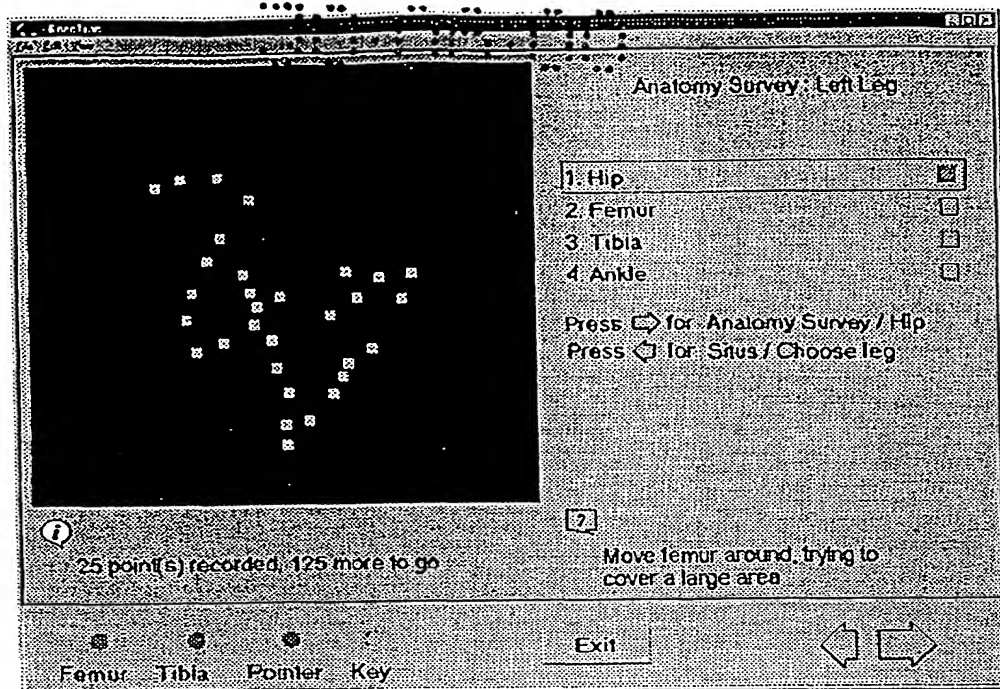 Anatomy Survey : Left Leg
1. Hip
2. Femur
3 Tibia
4 Ankle
Press for Anatomy Survey / Hip
Press for Situs / Choose leg
i
25 point(s) recorded, 125 more to go
?
Move femur around, trying to
cover a large area
Femur Tibia Pointer Key
Exit